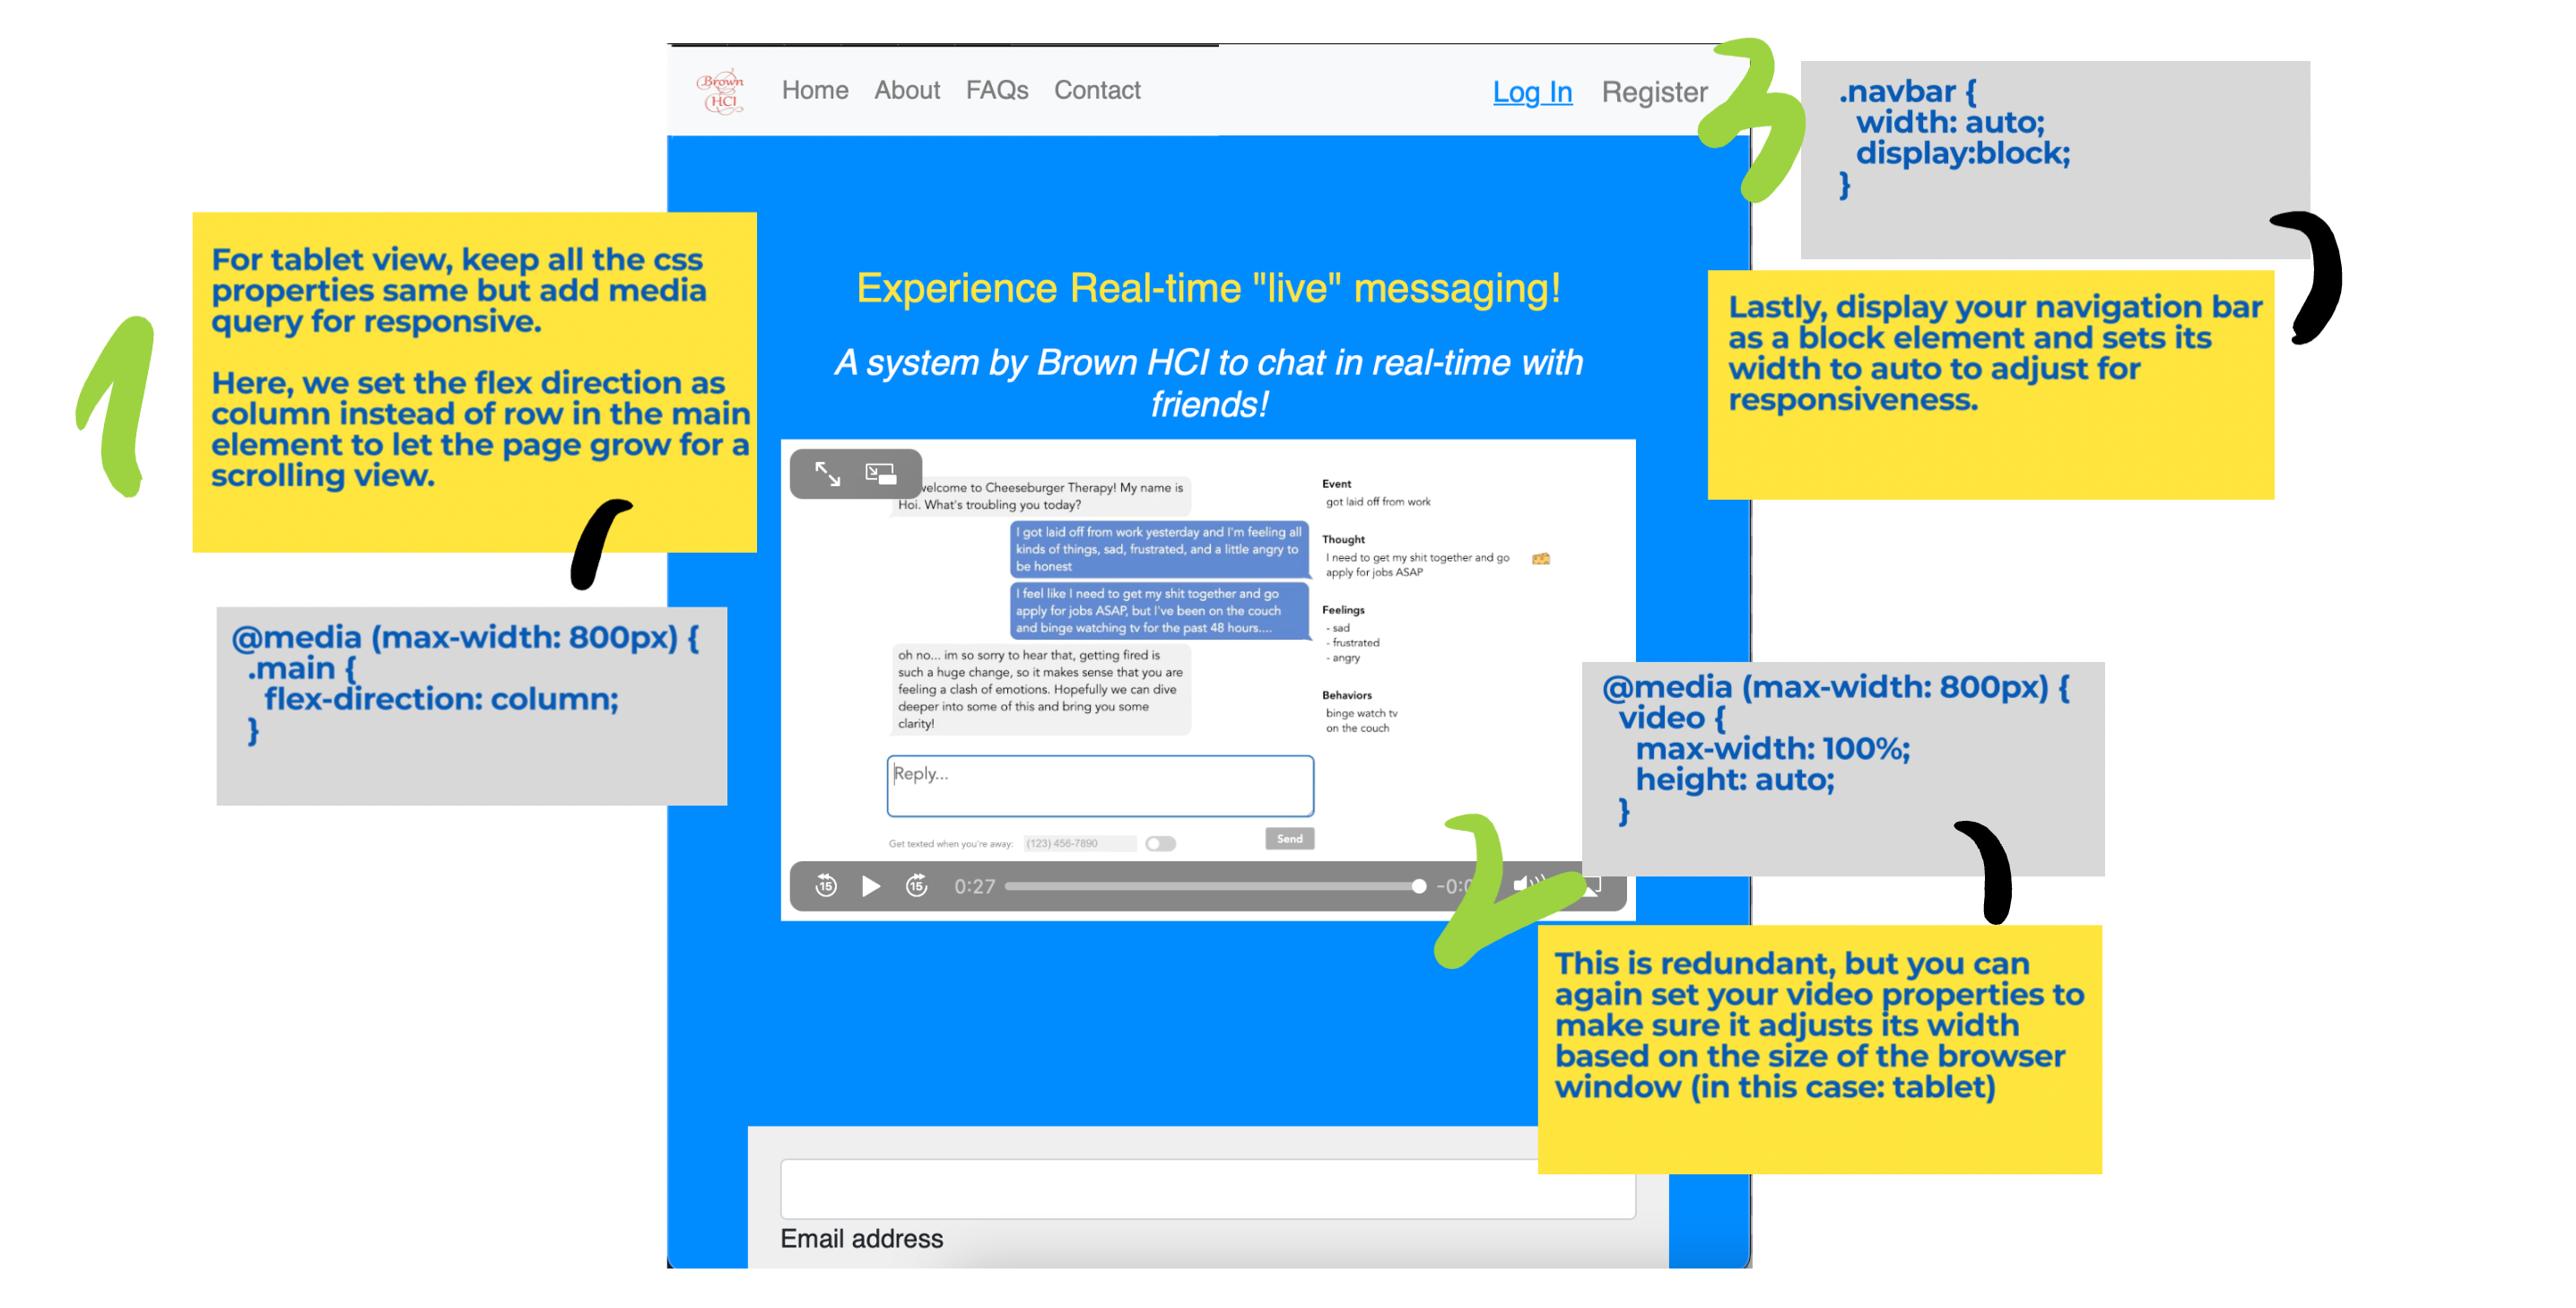 Brown
HCI
Home About FAQs Contact
Log In Register
3
.navbar {
width: auto;
display:block;
}
Lastly, display your navigation bar
as a block element and sets its
width to auto to adjust for
responsiveness.
1
For tablet view, keep all the css
properties same but add media
query for responsive.
Here, we set the flex direction as
column instead of row in the main
element to let the page grow for a
scrolling view.
@media (max-width: 800px) {
.main {
flex-direction: column;
}
Experience Real-time "live" messaging!
A system by Brown HCI to chat in real-time with
friends!
welcome to Cheeseburger Therapy! My name is
Hoi. What's troubling you today?
I got laid off from work yesterday and I'm feeling all
kinds of things, sad, frustrated, and a little angry to
be honest
I feel like I need to get my shit together and go
apply for jobs ASAP, but I've been on the couch
and binge watching tv for the past 48 hours....
oh no... im so sorry to hear that, getting fired is
such a huge change, so it makes sense that you are
feeling a clash of emotions. Hopefully we can dive
deeper into some of this and bring you some
clarity!
Reply...
Get texted when you're away: (123) 456-7890
Send
Event
got laid off from work
Thought
I need to get my shit together and go
apply for jobs ASAP
Feelings
- sad
- frustrated
- angry
Behaviors
binge watch tv
on the couch
15 15 0:27 -0:0
2
@media (max-width: 800px) {
video {
max-width: 100%;
height: auto;
}
This is redundant, but you can
again set your video properties to
make sure it adjusts its width
based on the size of the browser
window (in this case: tablet)
Email address